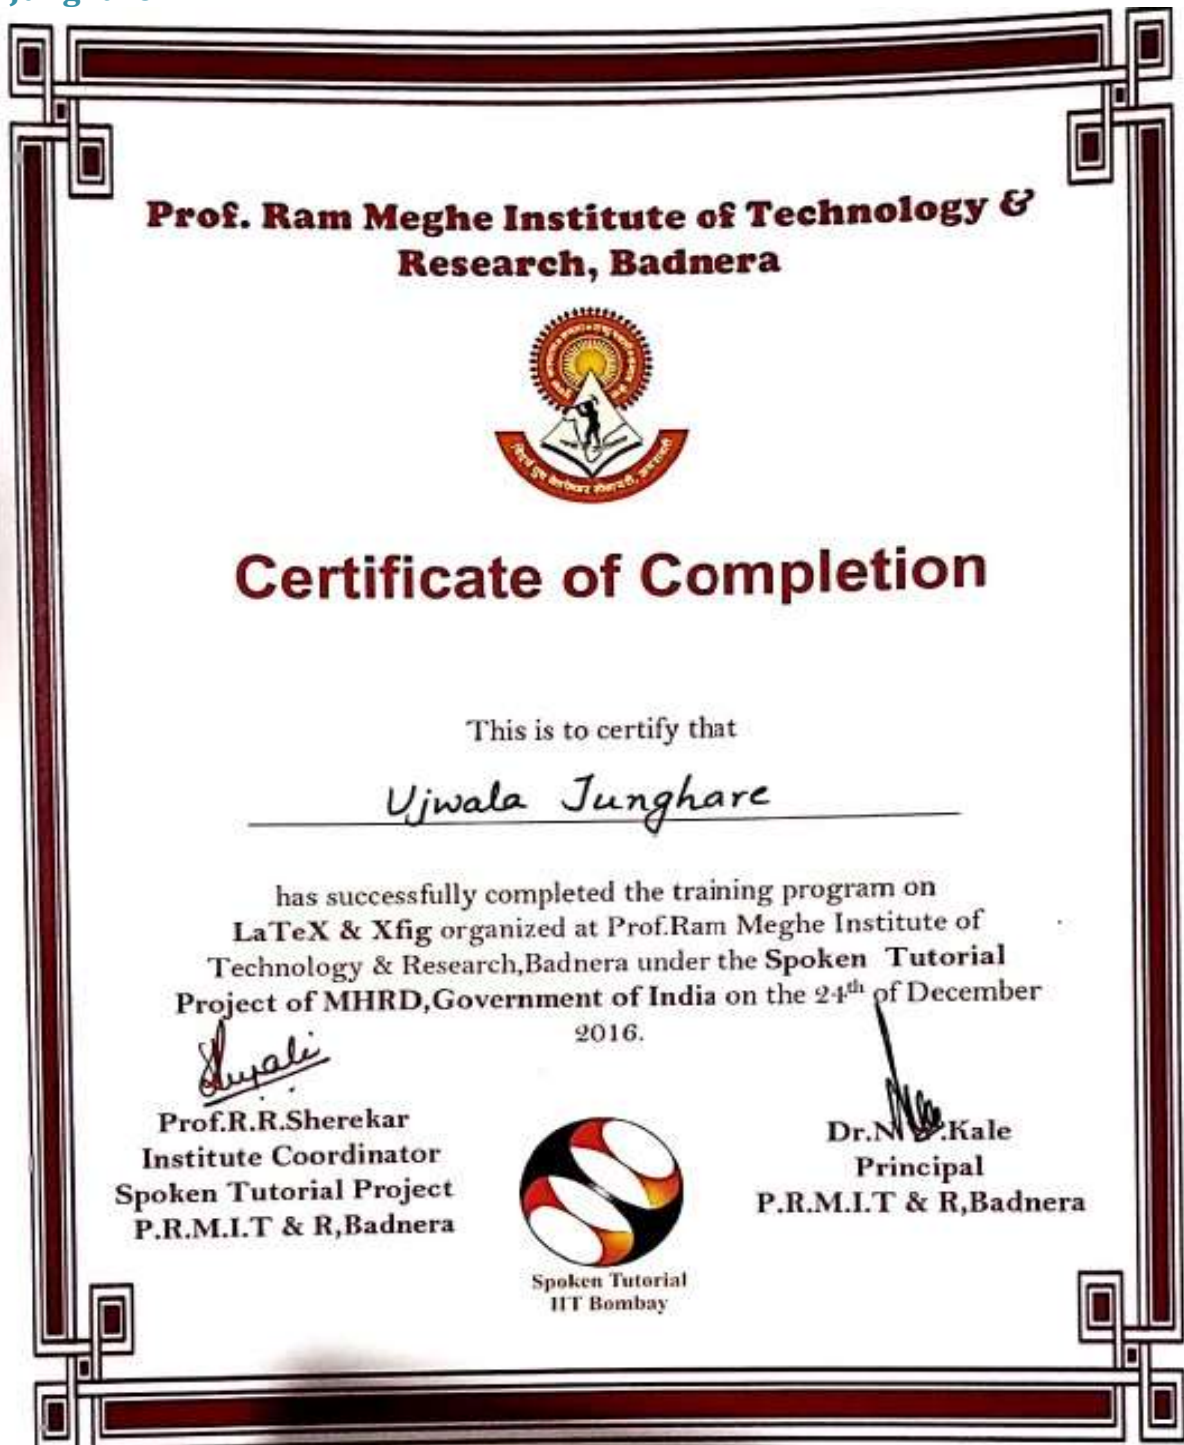 Prof. Ram Meghe Institute of Technology &
Research, Badnera
Certificate of Completion
This is to certify that
Ujwala Junghare
has successfully completed the training program on
LaTeX & Xfig organized at Prof.Ram Meghe Institute of
Technology & Research,Badnera under the Spoken Tutorial
Project of MHRD,Government of India on the 24th of December
2016.
Prof.R.R.Sherekar
Institute Coordinator
Spoken Tutorial Project
P.R.M.I.T & R,Badnera
Dr.N Kale
Principal
P.R.M.I.T & R,Badnera
Spoken Tutorial
IIT Bombay